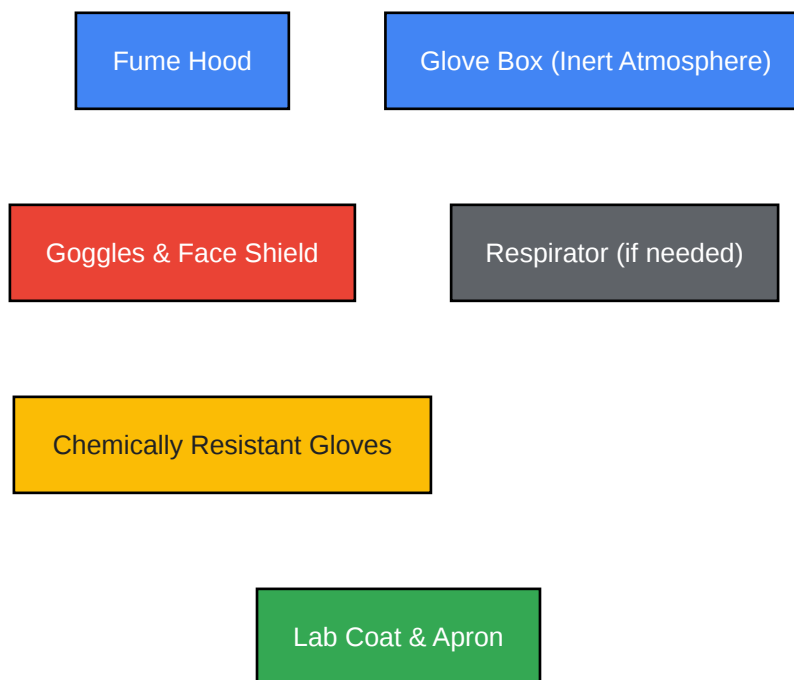 Fume Hood
Glove Box (Inert Atmosphere)
Goggles & Face Shield
Respirator (if needed)
Chemically Resistant Gloves
Lab Coat & Apron